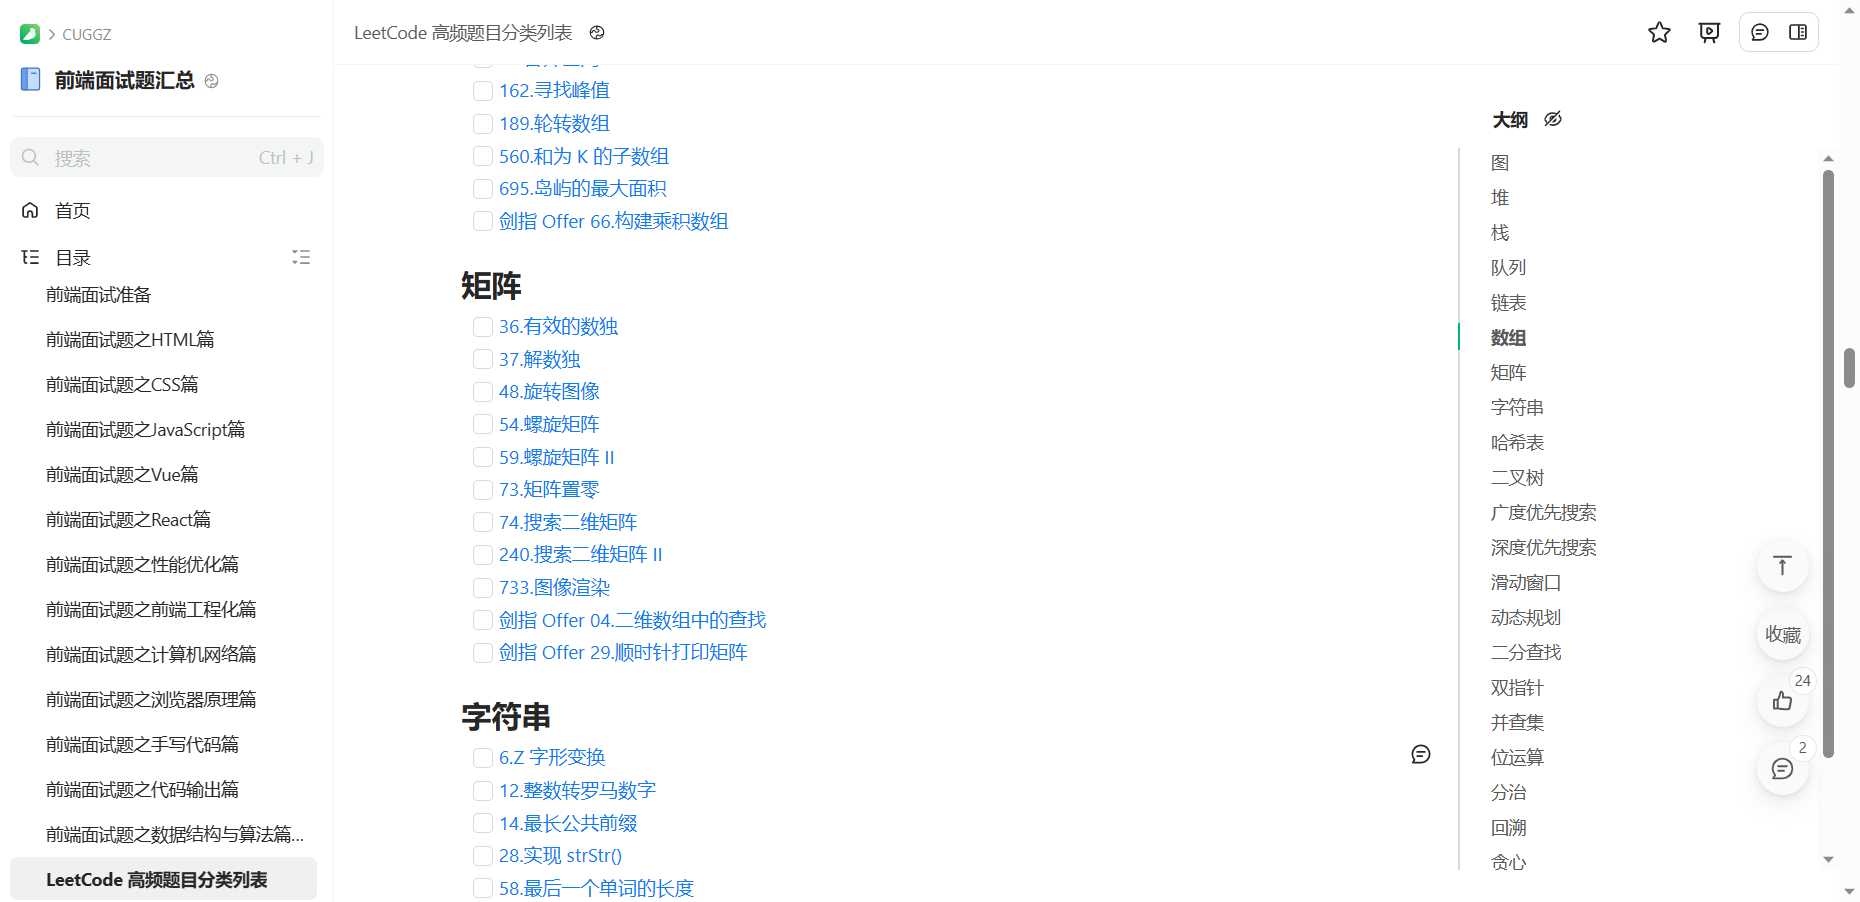 CUGGZ
前端面试题汇总
搜索
Ctrl + J
首页
目录
前端面试准备
前端面试题之HTML篇
前端面试题之CSS篇
前端面试题之JavaScript篇
前端面试题之Vue篇
前端面试题之React篇
前端面试题之性能优化篇
前端面试题之前端工程化篇
前端面试题之计算机网络篇
前端面试题之浏览器原理篇
前端面试题之手写代码篇
前端面试题之代码输出篇
前端面试题之数据结构与算法篇...
LeetCode 高频题目分类列表
LeetCode 高频题目分类列表
162.寻找峰值
189.轮转数组
560.和为 K 的子数组
695.岛屿的最大面积
剑指 Offer 66.构建乘积数组
矩阵
36.有效的数独
37.解数独
48.旋转图像
54.螺旋矩阵
59.螺旋矩阵 II
73.矩阵置零
74.搜索二维矩阵
240.搜索二维矩阵 II
733.图像渲染
剑指 Offer 04.二维数组中的查找
剑指 Offer 29.顺时针打印矩阵
字符串
6.Z 字形变换
12.整数转罗马数字
14.最长公共前缀
28.实现 strStr()
58.最后一个单词的长度
大纲
图
堆
栈
队列
链表
数组
矩阵
字符串
哈希表
二叉树
广度优先搜索
深度优先搜索
滑动窗口
动态规划
二分查找
双指针
并查集
位运算
分治
回溯
贪心
收藏
24
2